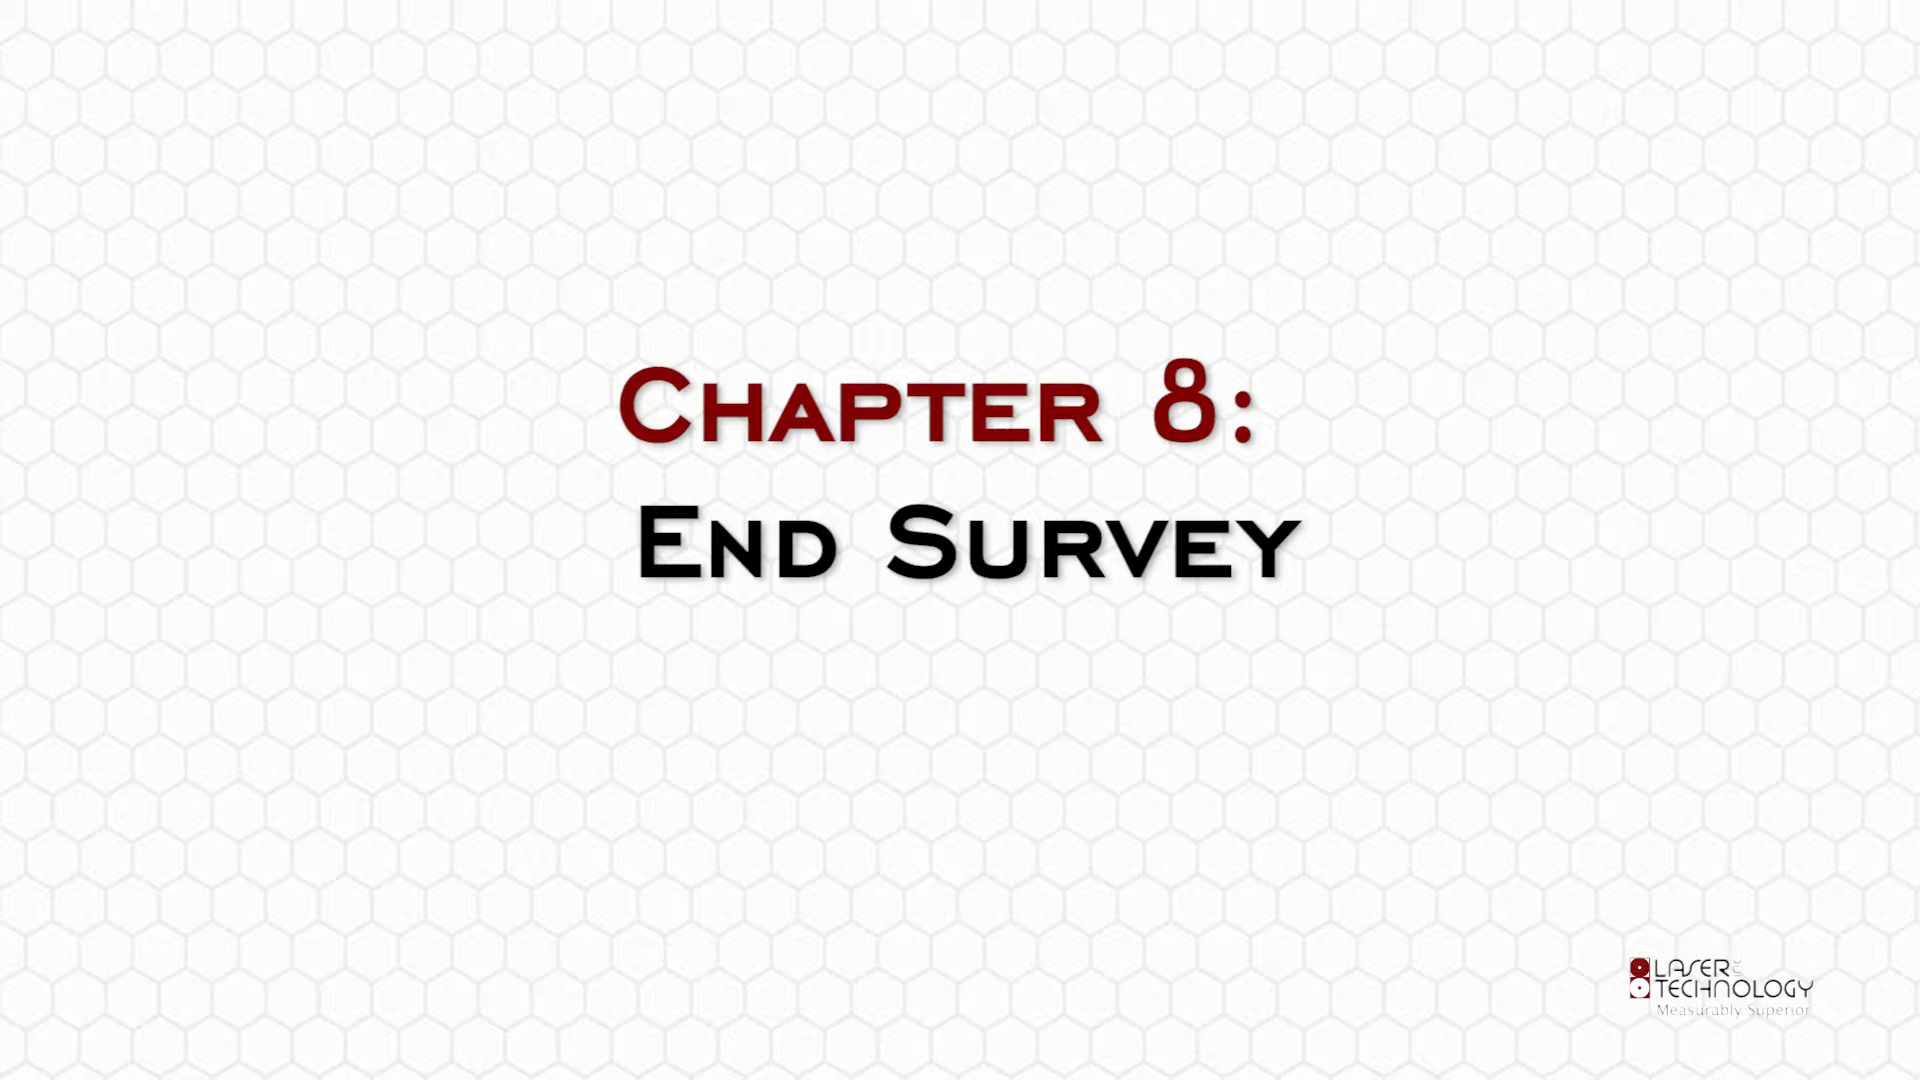 Chapter 8:
End Survey
LASER
TECHNOLOGY
Measurably Superior